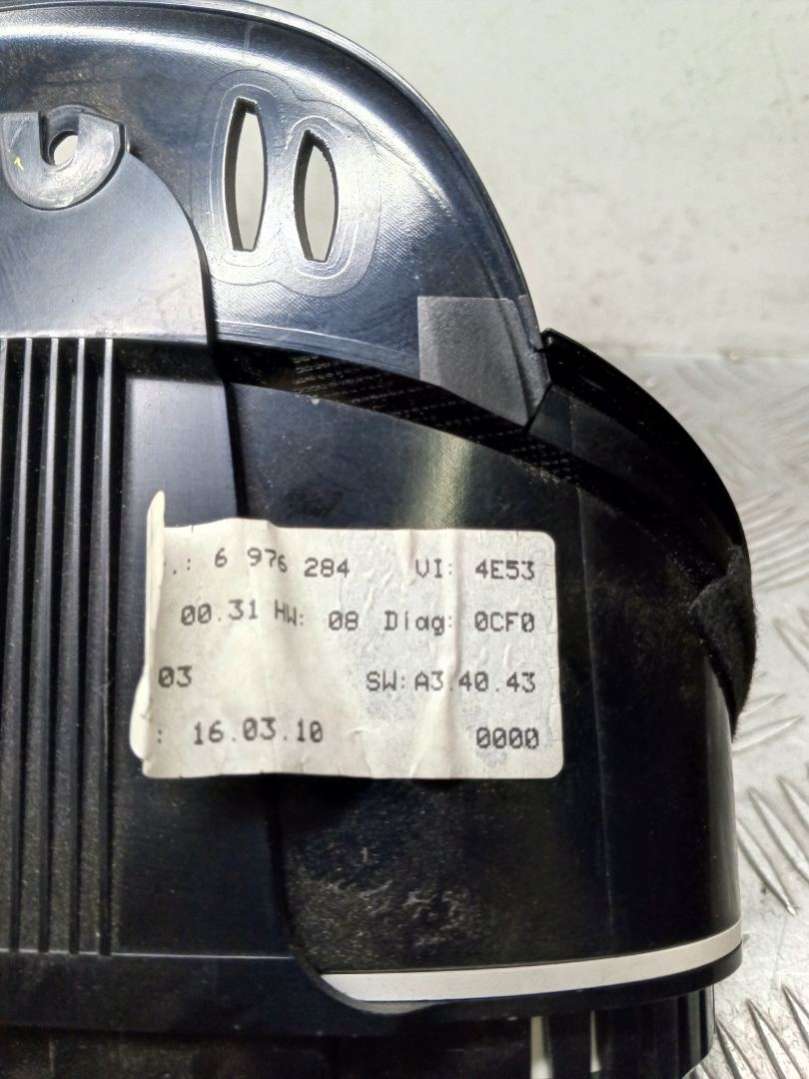 .: 6 976 284 VI: 4E53
00.31 HW: 08 Diag: 0CF0
03 SW:A3.40.43
: 16.03.10 0000